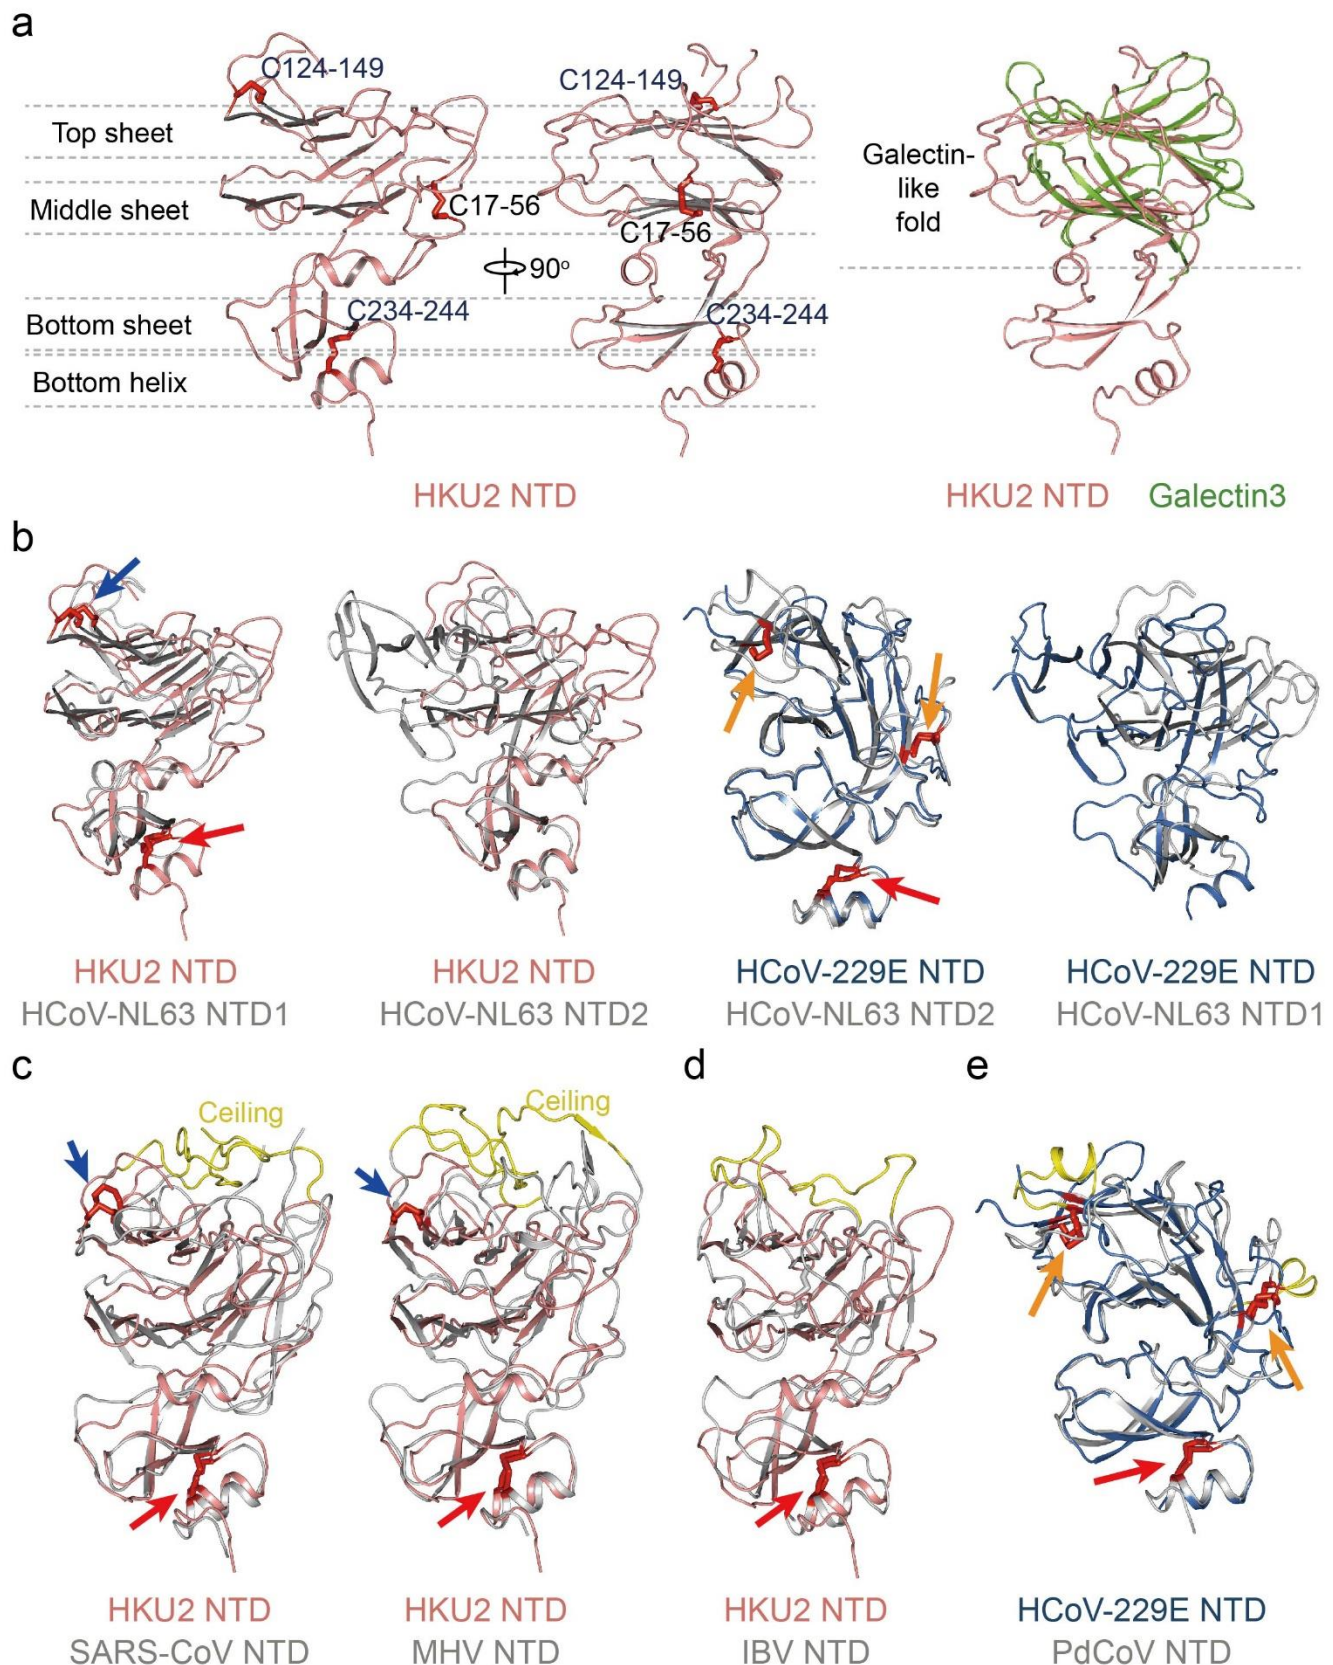 a
C124-149
C124-149
Top sheet
Galectin-
like
fold
Middle sheet
C17-56
C17-56
90°
Bottom sheet
C234-244
C234-244
Bottom helix
HKU2 NTD
HKU2 NTD
Galectin3
b
HKU2 NTD
HCoV-NL63 NTD1
HKU2 NTD
HCoV-NL63 NTD2
HCoV-229E NTD
HCoV-NL63 NTD2
HCoV-229E NTD
HCoV-NL63 NTD1
c
Ceiling
Ceiling
d
e
HKU2 NTD
SARS-CoV NTD
HKU2 NTD
MHV NTD
HKU2 NTD
IBV NTD
HCoV-229E NTD
PdCoV NTD